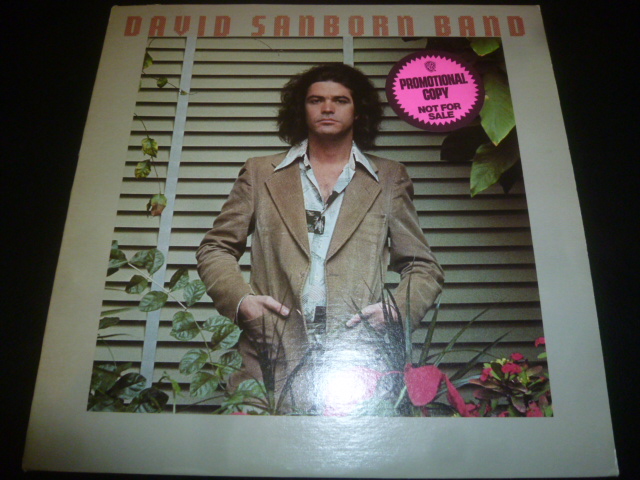 DAVID SANBORN BAND
PROMOTIONAL
COPY
NOT FOR
SALE